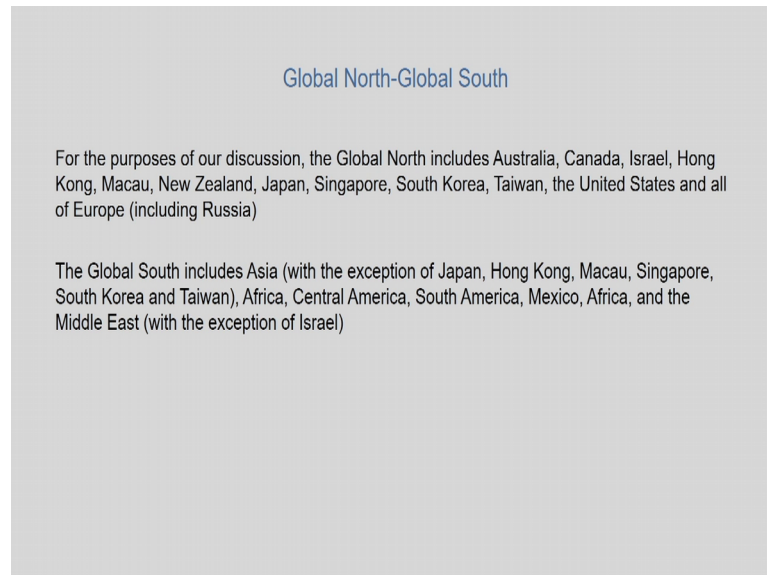 Global North-Global South
For the purposes of our discussion, the Global North includes Australia, Canada, Israel, Hong
Kong, Macau, New Zealand, Japan, Singapore, South Korea, Taiwan, the United States and all
of Europe (including Russia)
The Global South includes Asia (with the exception of Japan, Hong Kong, Macau, Singapore,
South Korea and Taiwan), Africa, Central America, South America, Mexico, Africa, and the
Middle East (with the exception of Israel)